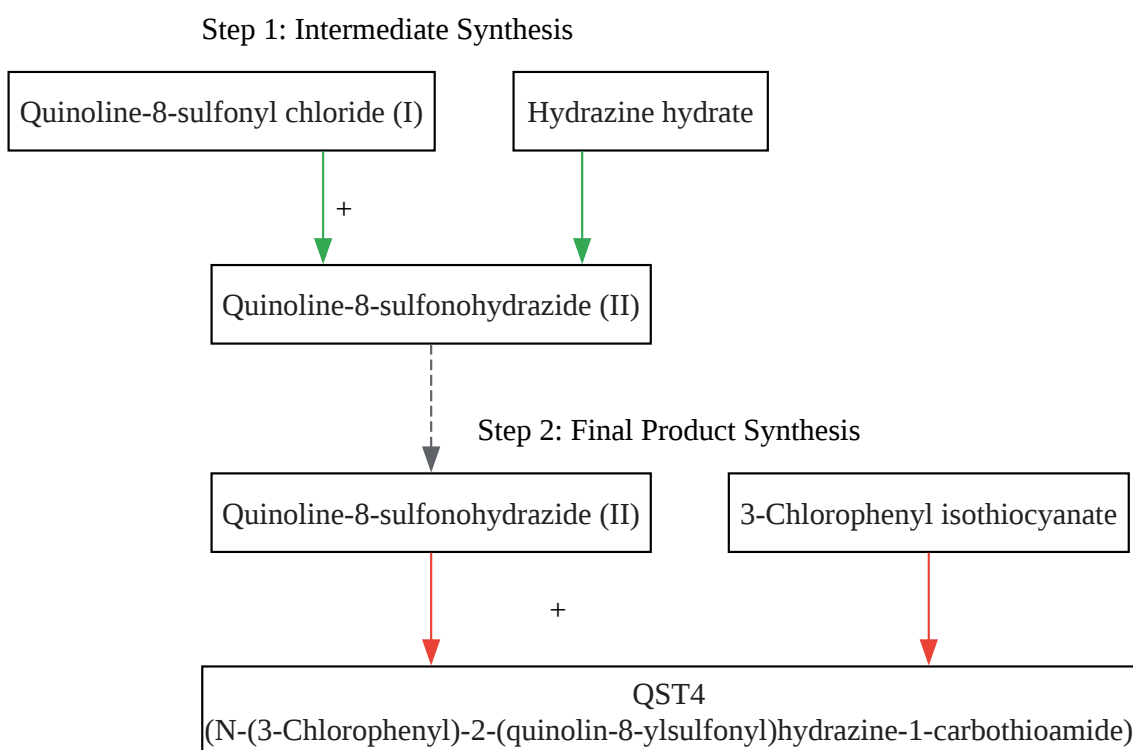 Step 1: Intermediate Synthesis
Quinoline-8-sulfonyl chloride (I)
Hydrazine hydrate
+
Quinoline-8-sulfonohydrazide (II)
Step 2: Final Product Synthesis
Quinoline-8-sulfonohydrazide (II)
3-Chlorophenyl isothiocyanate
+
QST4
(N-(3-Chlorophenyl)-2-(quinolin-8-ylsulfonyl)hydrazine-1-carbothioamide)